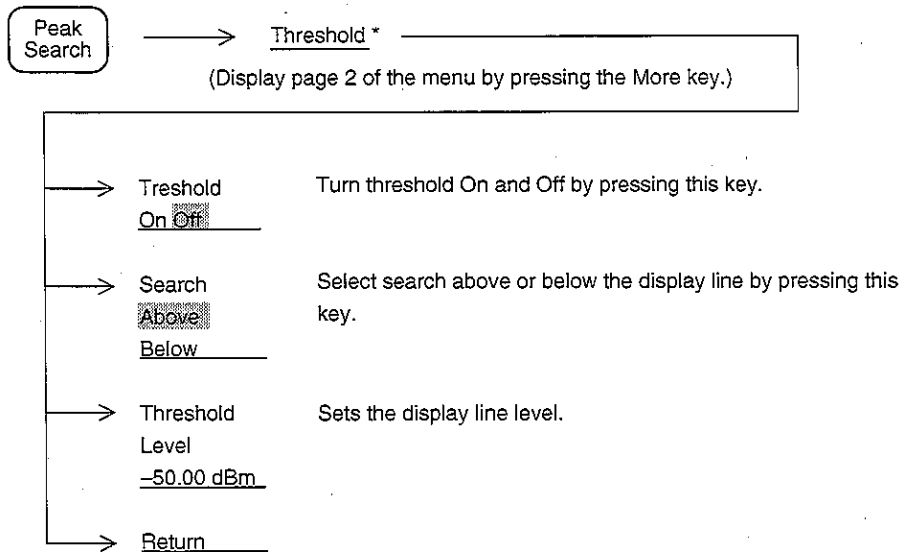 Peak
Search
Threshold *
(Display page 2 of the menu by pressing the More key.)
Treshold
On Off
Turn threshold On and Off by pressing this key.
Search
Above
Below
Select search above or below the display line by pressing this
key.
Threshold
Level
–50.00 dBm
Sets the display line level.
Return